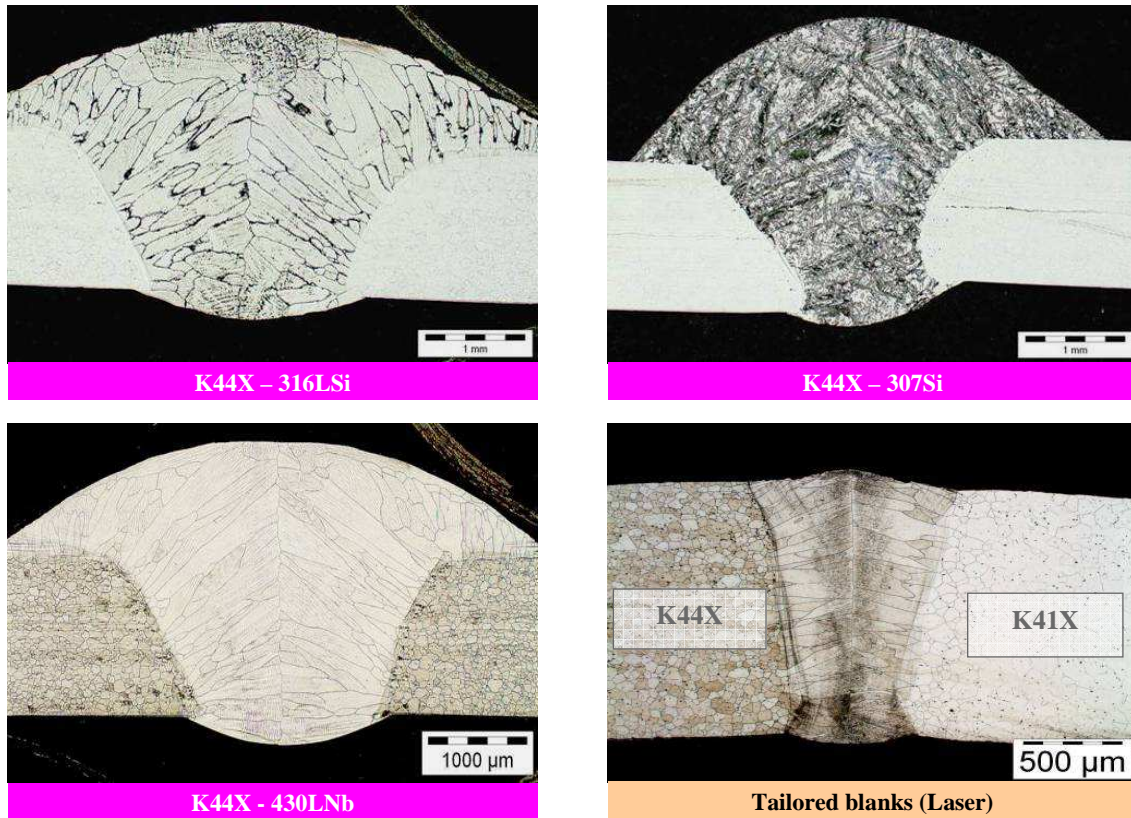 1 mm
K44X – 316LSi
1 mm
K44X – 307Si
1000 µm
K44X - 430LNb
K44X
K41X
500 µm
Tailored blanks (Laser)